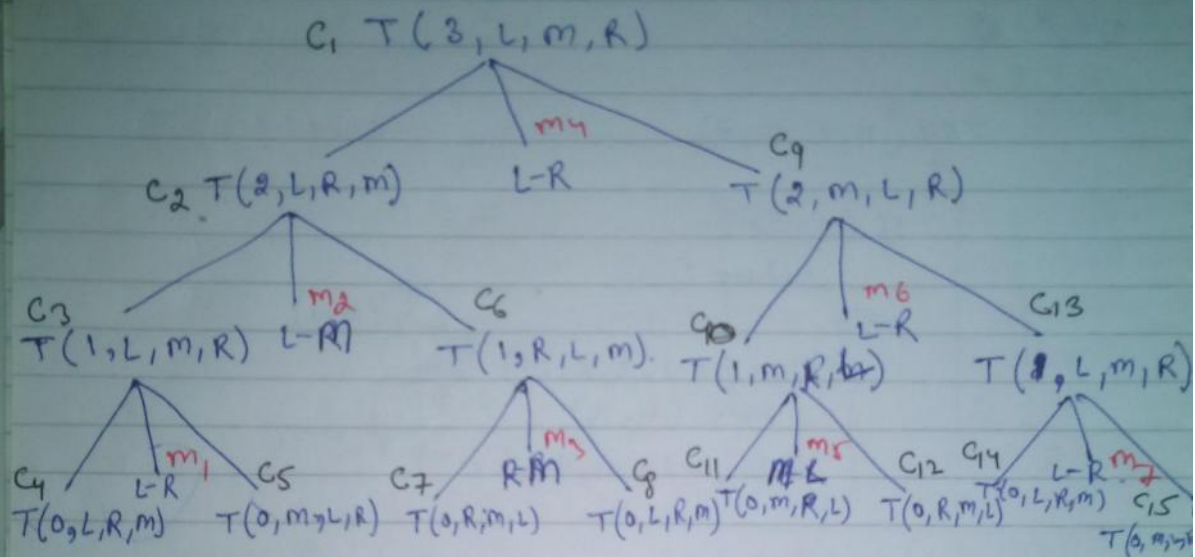 C1 T(3, L, m, R)
m4
C9
C2 T(2, L, R, m) L-R T(2, m, L, R)
C3 m2 C6 m6 C13
T(1, L, m, R) L-m T(1, R, L, m). T(1, m, R, L) L-R T(1, L, m, R)
C4 m1 C5 C7 m3 C8 C11 m5 C12 C14 m7 C15
L-R R-m m-L L-R
T(0, L, R, m) T(0, m, L, R) T(0, R, m, L) T(0, L, R, m) T(0, m, R, L) T(0, R, m, L) T(0, L, R, m)